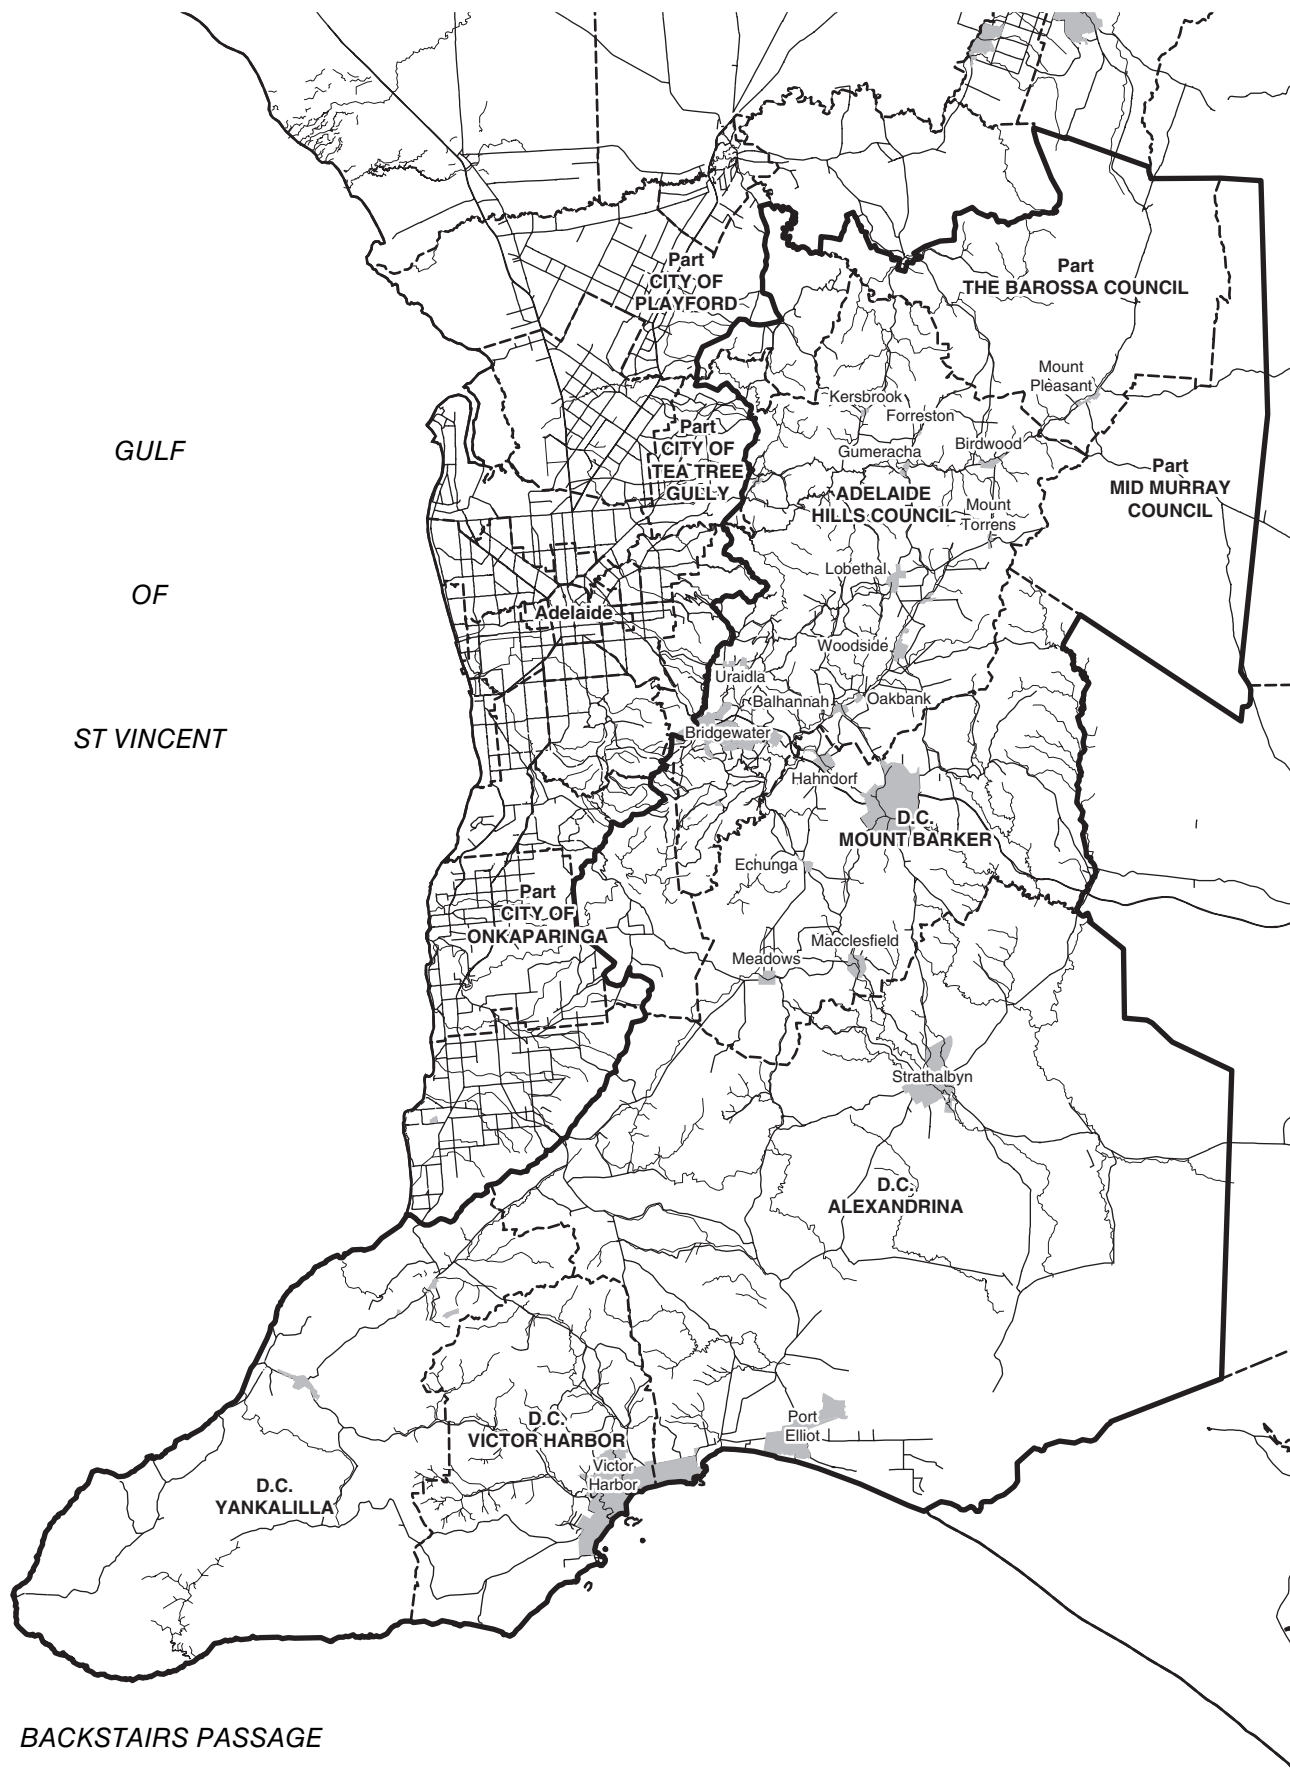 Part
CITY OF
PLAYFORD
Part
THE BAROSSA COUNCIL
Mount
Pleasant
Kersbrook
Forreston
GULF
Part
CITY OF
TEA TREE
GULLY
Birdwood
Gumeracha
Part
MID MURRAY
COUNCIL
ADELAIDE
HILLS COUNCIL
Mount
Torrens
Lobethal
OF
Adelaide
Woodside
Uraidla
Balhannah
Oakbank
ST VINCENT
Bridgewater
Hahndorf
D.C.
MOUNT BARKER
Echunga
Part
CITY OF
ONKAPARINGA
Macclesfield
Meadows
Strathalbyn
D.C.
ALEXANDRINA
Port
Elliot
D.C.
VICTOR HARBOR
Victor
Harbor
D.C.
YANKALILLA
BACKSTAIRS PASSAGE